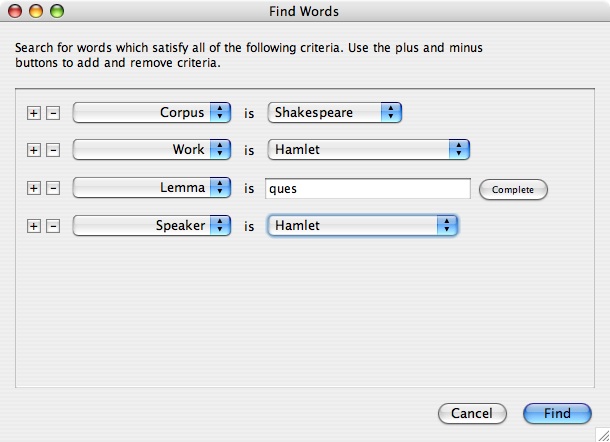 Find Words
Search for words which satisfy all of the following criteria. Use the plus and minus
buttons to add and remove criteria.
+ − Corpus is Shakespeare
+ − Work is Hamlet
+ − Lemma is ques Complete
+ − Speaker is Hamlet
Cancel Find